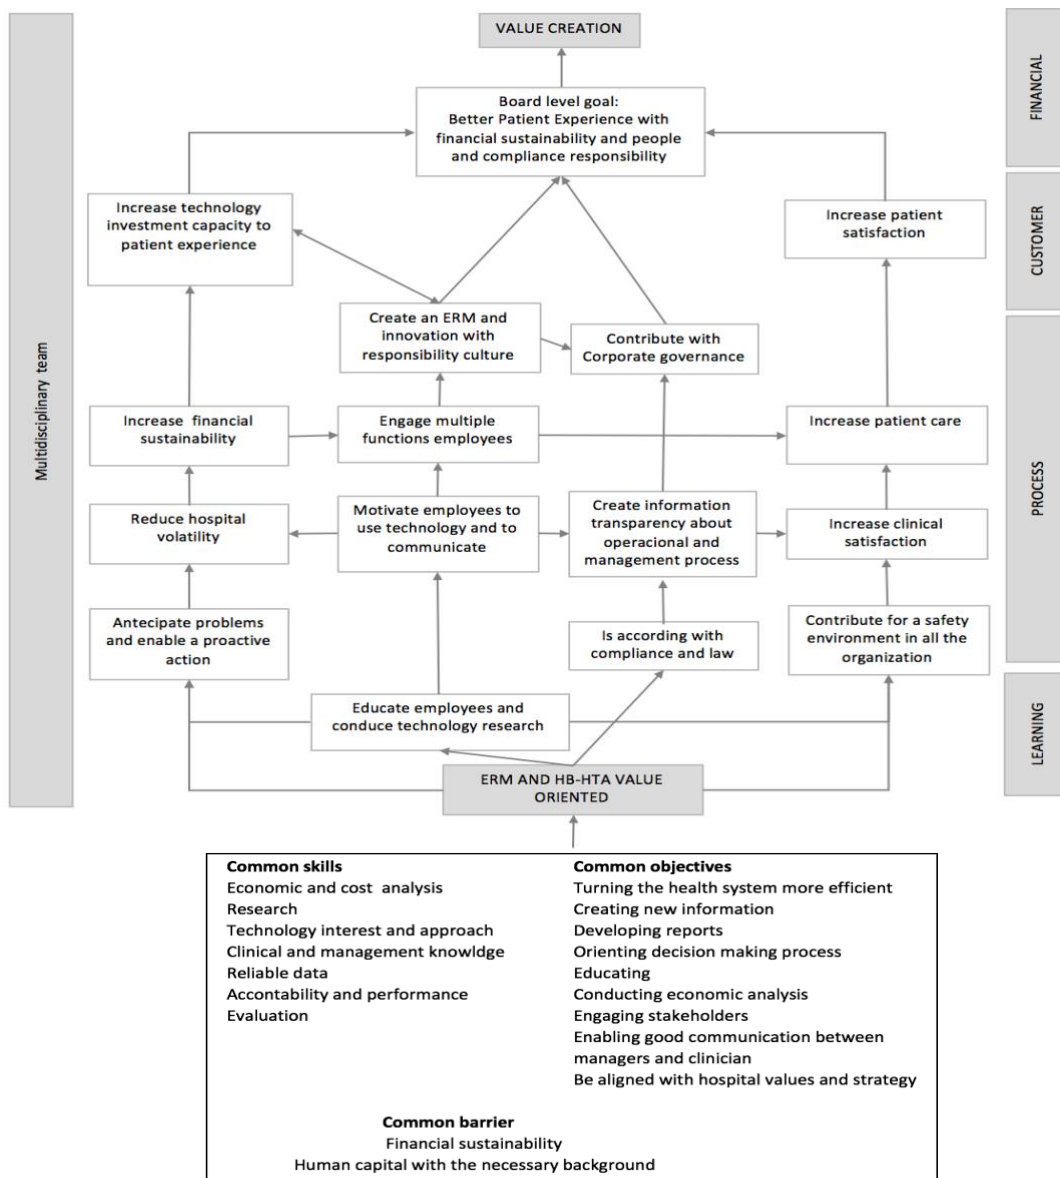 VALUE CREATION
Board level goal:
Better Patient Experience with
financial sustainability and people
and compliance responsibility
FINANCIAL
Multidisciplinary team
Increase technology
investment capacity to
patient experience
Increase patient
satisfaction
CUSTOMER
Create an ERM and
innovation with
responsibility culture
Contribute with
Corporate governance
Increase financial
sustainability
Engage multiple
functions employees
Increase patient care
PROCESS
Reduce hospital
volatility
Motivate employees to
use technology and to
communicate
Create information
transparency about
operacional and
management process
Increase clinical
satisfaction
Antecipate problems
and enable a proactive
action
Is according with
compliance and law
Contribute for a safety
environment in all the
organization
Educate employees and
conduce technology research
LEARNING
ERM AND HB-HTA VALUE
ORIENTED
Common skills
Economic and cost analysis
Research
Technology interest and approach
Clinical and management knowldge
Reliable data
Accontability and performance
Evaluation
Common objectives
Turning the health system more efficient
Creating new information
Developing reports
Orienting decision making process
Educating
Conducting economic analysis
Engaging stakeholders
Enabling good communication between
managers and clinician
Be aligned with hospital values and strategy
Common barrier
Financial sustainability
Human capital with the necessary background